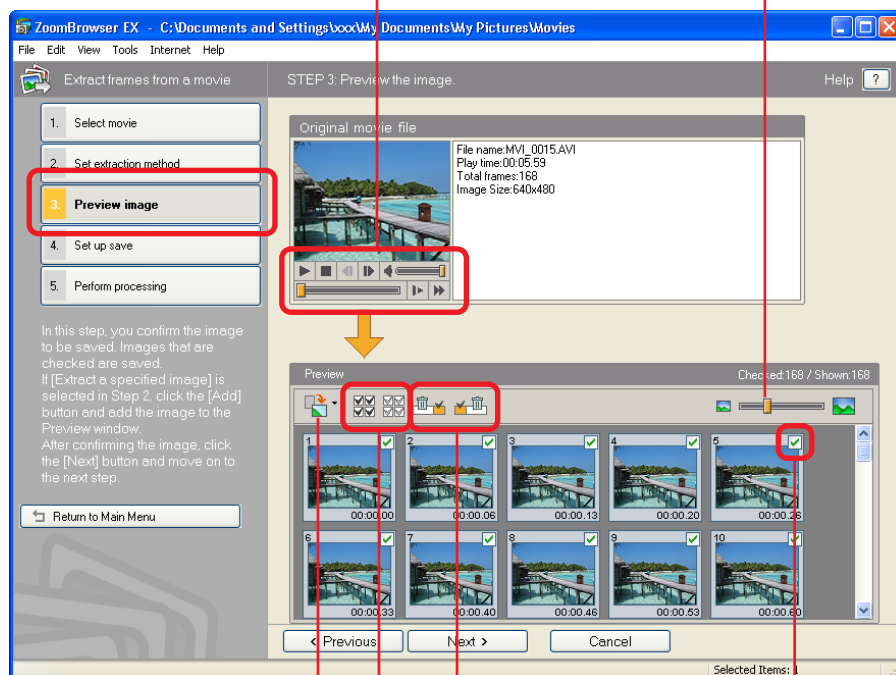 ZoomBrowser EX - C:\Documents and Settings\xxx\My Documents\My Pictures\Movies
File Edit View Tools Internet Help
Extract frames from a movie
STEP 3: Preview the image.
Help ?
1. Select movie
2. Set extraction method
3. Preview image
4. Set up save
5. Perform processing
In this step, you confirm the image
to be saved. Images that are
checked are saved.
If [Extract a specified image] is
selected in Step 2, click the [Add]
button and add the image to the
Preview window.
After confirming the image, click
the [Next] button and move on to
the next step.
Return to Main Menu
Original movie file
File name:MVI_0015.AVI
Play time:00:05.59
Total frames:168
Image Size:640x480
Preview
Checked:168 / Shown:168
1 2 3 4 5
00:00.00 00:00.06 00:00.13 00:00.20 00:00.26
6 7 8 9 10
00:00.33 00:00.40 00:00.46 00:00.53 00:00.60
< Previous Next > Cancel
Selected Items: 1